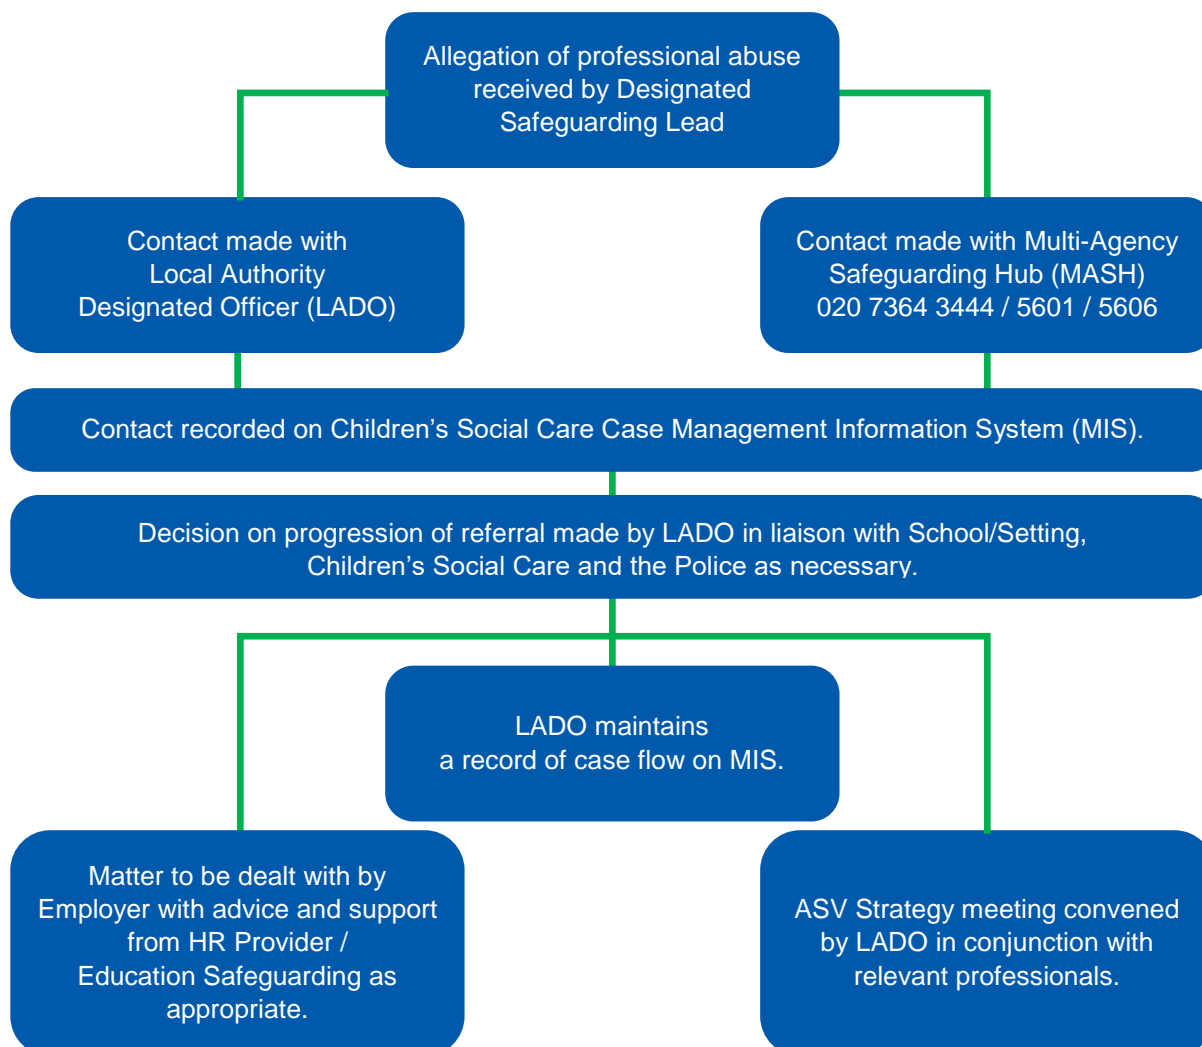 Allegation of professional abuse
received by Designated
Safeguarding Lead
Contact made with
Local Authority
Designated Officer (LADO)
Contact made with Multi-Agency
Safeguarding Hub (MASH)
020 7364 3444 / 5601 / 5606
Contact recorded on Children’s Social Care Case Management Information System (MIS).
Decision on progression of referral made by LADO in liaison with School/Setting,
Children’s Social Care and the Police as necessary.
LADO maintains
a record of case flow on MIS.
Matter to be dealt with by
Employer with advice and support
from HR Provider /
Education Safeguarding as
appropriate.
ASV Strategy meeting convened
by LADO in conjunction with
relevant professionals.